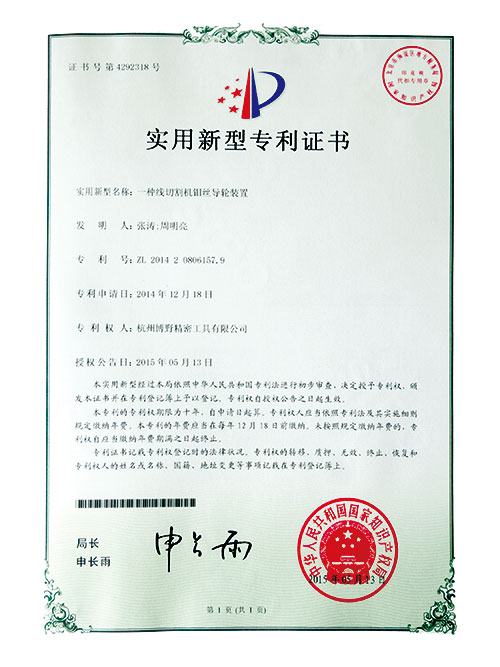 证书号第4292318号
实用新型专利证书
实用新型名称：一种线切割机钼丝导轮装置
发明人：张涛;周明亮
专利号：ZL 2014 2 0806157.9
专利申请日：2014年12月18日
专利权人：杭州博野精密工具有限公司
授权公告日：2015年05月13日
本实用新型经过本局依照中华人民共和国专利法进行初步审查，决定授予专利权，颁
发本证书并在专利登记簿上予以登记。专利权自授权公告之日起生效。
本专利的专利权期限为十年，自申请日起算。专利权人应当依照专利法及其实施细则
规定缴纳年费。本专利的年费应当在每年12月18日前缴纳。未按照规定缴纳年费的，专
利权自应当缴纳年费期满之日起终止。
专利证书记载专利权登记时的法律状况。专利权的转移、质押、无效、终止、恢复和
专利权人的姓名或名称、国籍、地址变更等事项记载在专利登记簿上。
局长
申长雨
申长雨
中华人民共和国国家知识产权局
2015年05月13日
第1页(共1页)